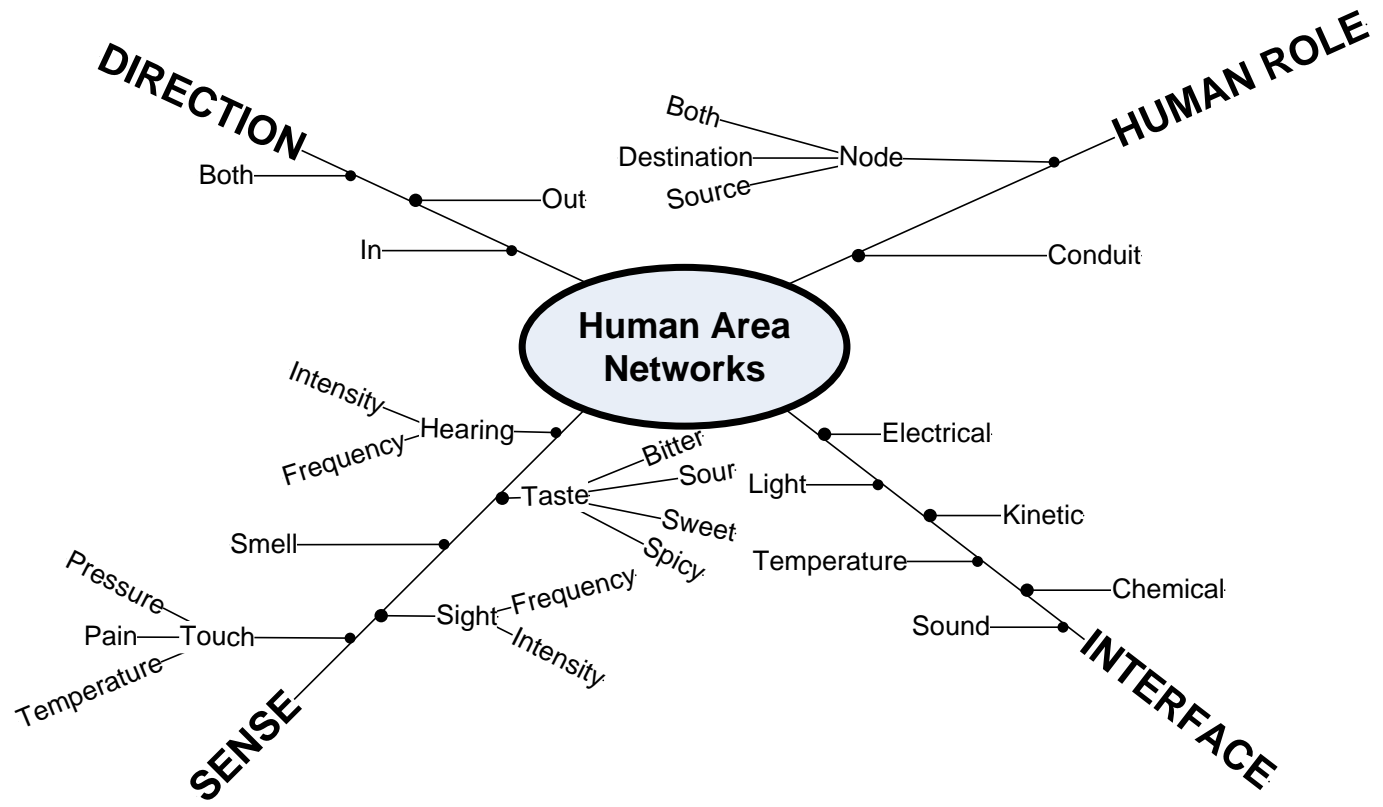 DIRECTION
Both
Out
In
HUMAN ROLE
Both
Destination
Source
Node
Conduit
Human Area
Networks
Intensity
Frequency
Hearing
Taste
Bitter
Sour
Sweet
Spicy
Smell
Pressure
Pain
Temperature
Touch
Sight
Frequency
Intensity
SENSE
Electrical
Light
Kinetic
Temperature
Chemical
Sound
INTERFACE